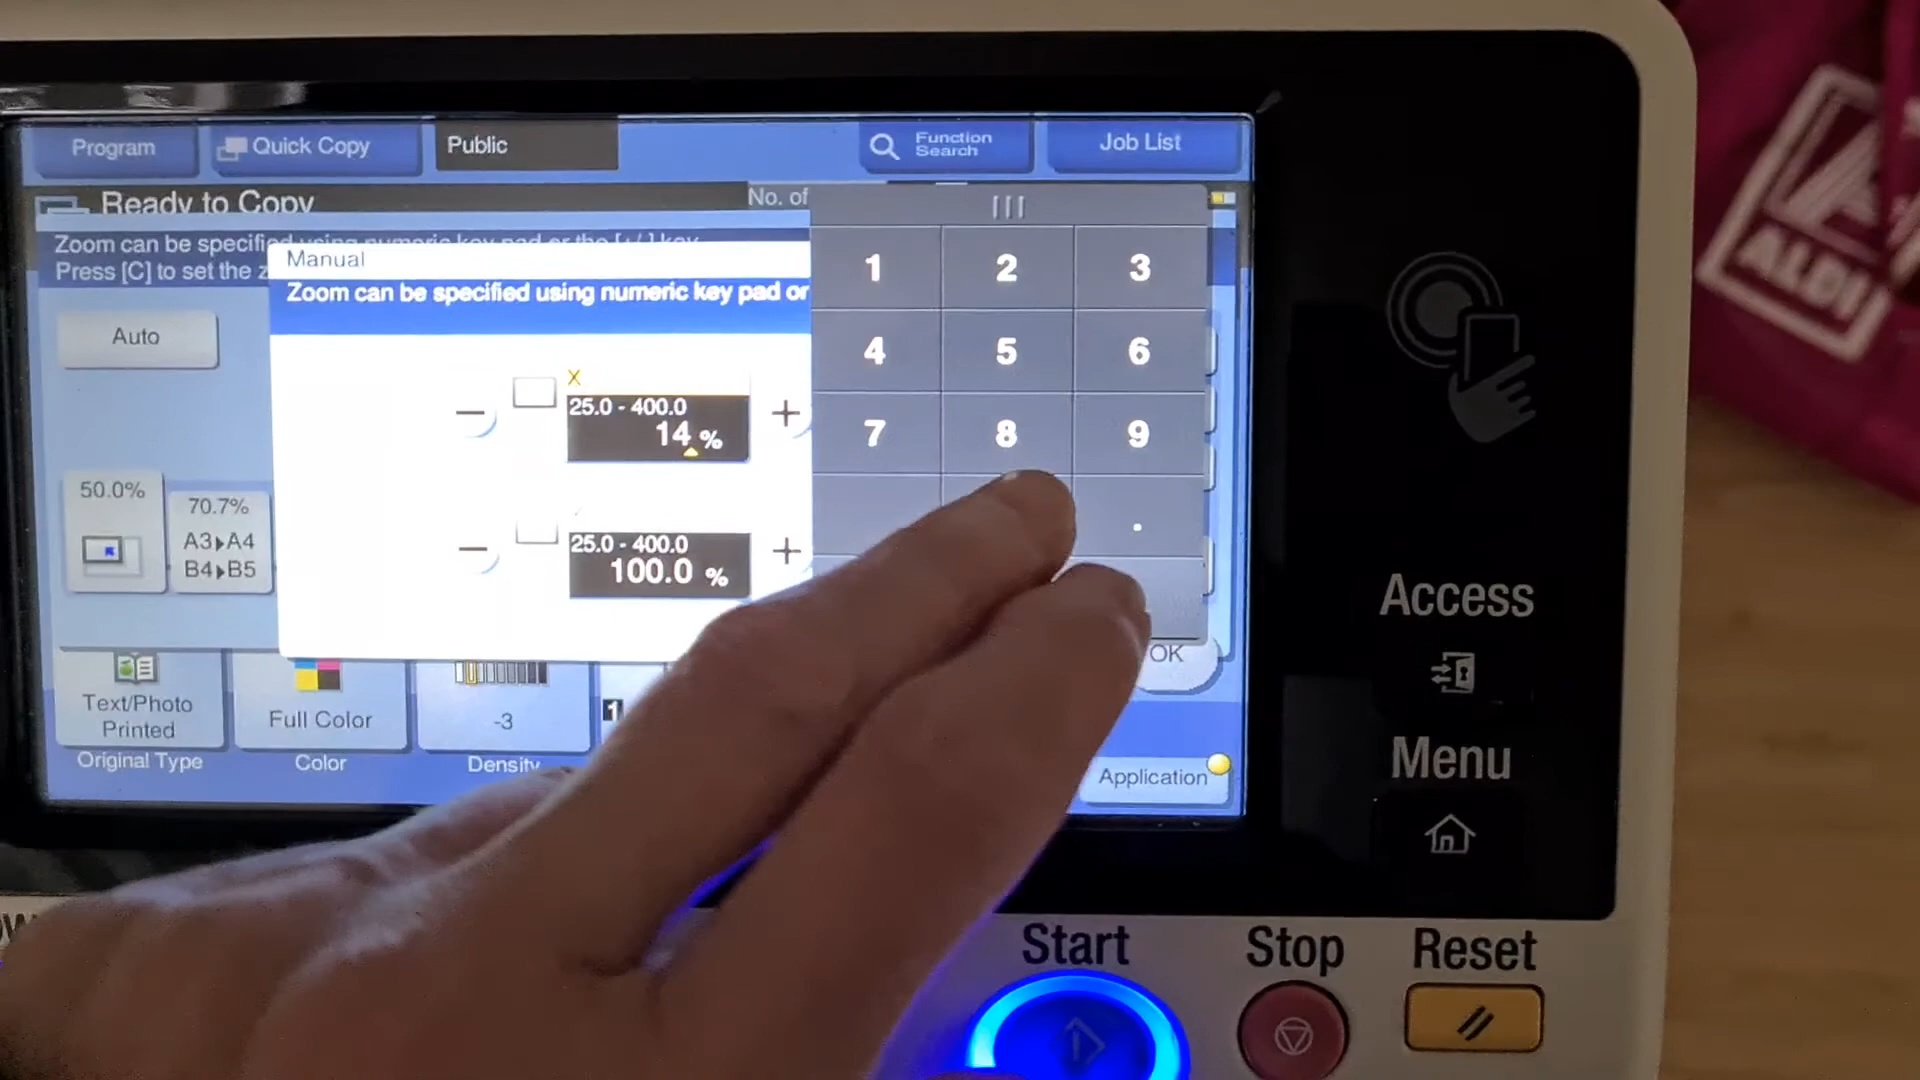 Program
Quick Copy
Public
Function
Search
Job List
Ready to Copy
No. of
Zoom can be specified using numeric key pad or the [+/-] key
Press [C] to set the z
Manual
Zoom can be specified using numeric key pad or
Auto
X
25.0 - 400.0
14 %
25.0 - 400.0
100.0 %
50.0%
70.7%
A3▸A4
B4▸B5
1 2 3
4 5 6
7 8 9
.
OK
Text/Photo
Printed
Original Type
Full Color
Color
-3
Density
1
Application
Access
Menu
Start
Stop
Reset
ALDI